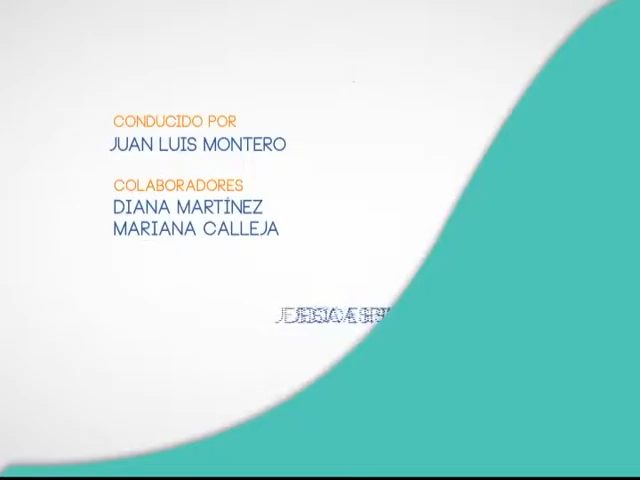 CONDUCIDO POR
JUAN LUIS MONTERO
COLABORADORES
DIANA MARTÍNEZ
MARIANA CALLEJA